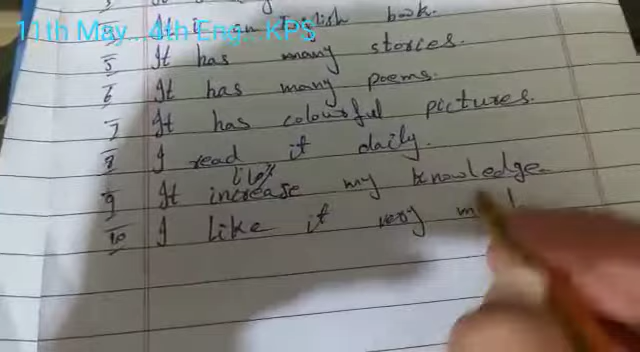 11th May... 4th Eng...KPS
book.
5 It has many stories.
6 It has many poems.
7 It has colourful pictures.
8 I read it daily.
9 It increase my knowledge.
10 I like it very